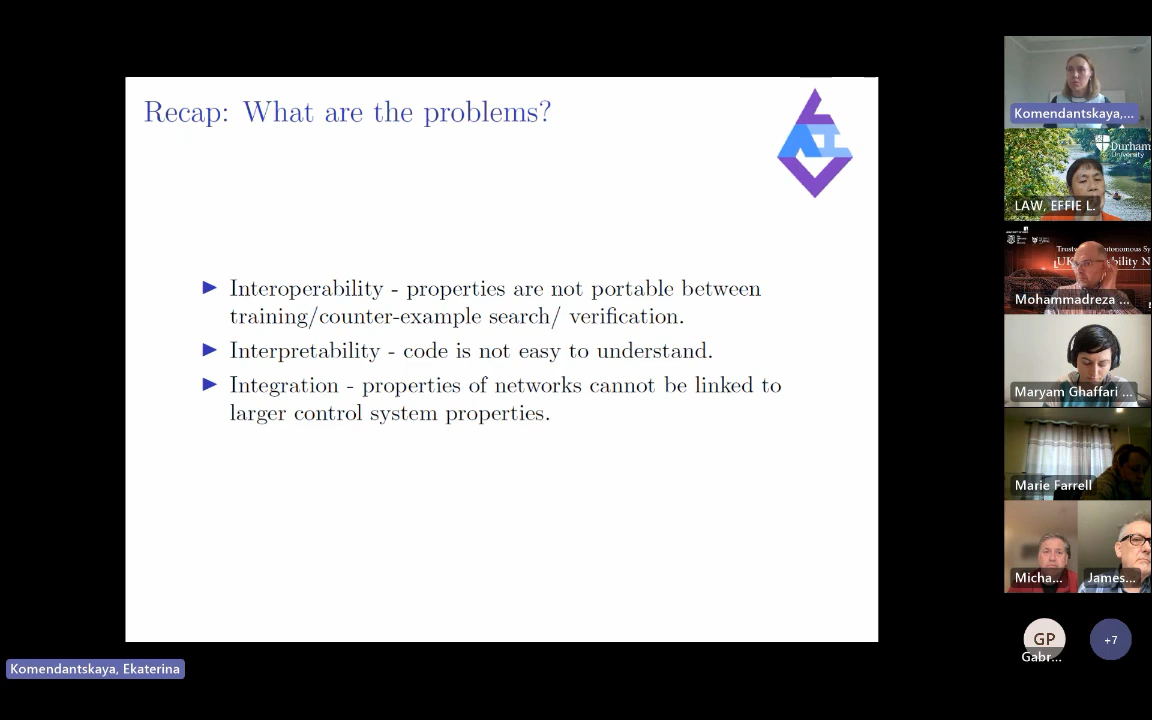 Recap: What are the problems?
Interoperability - properties are not portable between
training/counter-example search/ verification.
Interpretability - code is not easy to understand.
Integration - properties of networks cannot be linked to
larger control system properties.
Komendantskaya,...
Durham
University
LAW, EFFIE L.
Mohammadreza ...
Maryam Ghaffari ...
Marie Farrell
Micha...
James...
GP
Gabr...
+7
Komendantskaya, Ekaterina